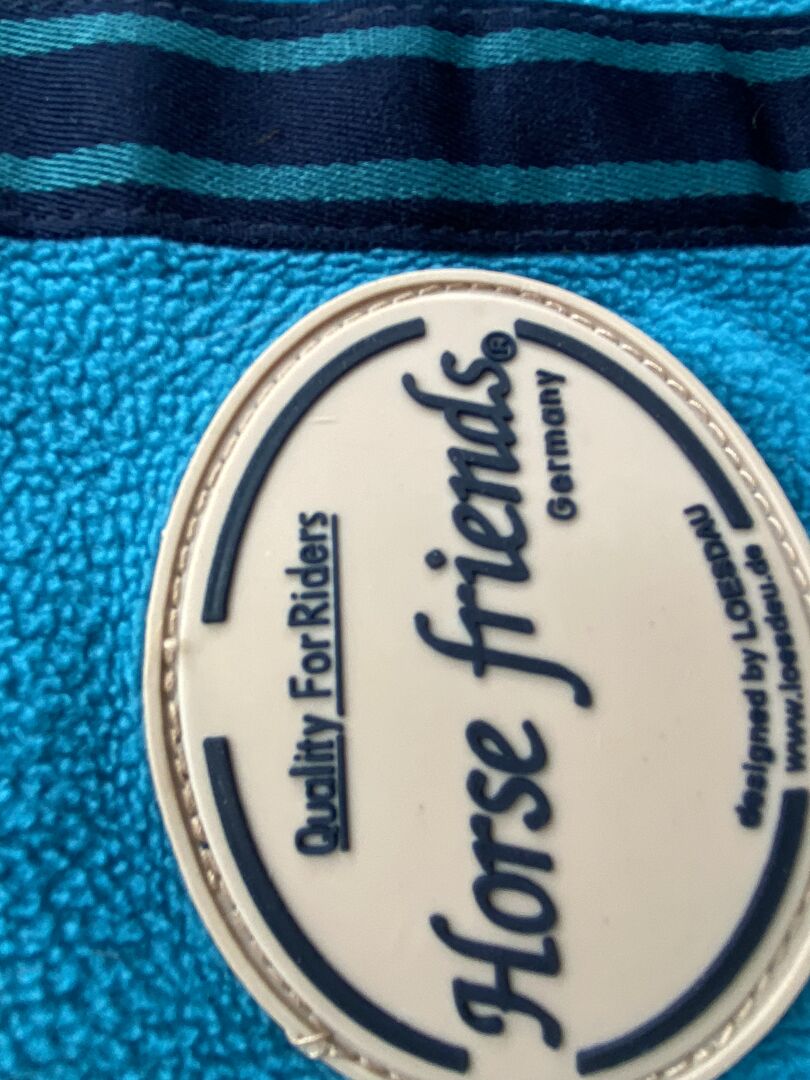 Quality For Riders
Horse friends®
Germany
designed by LOESDAU
www.loesdau.de